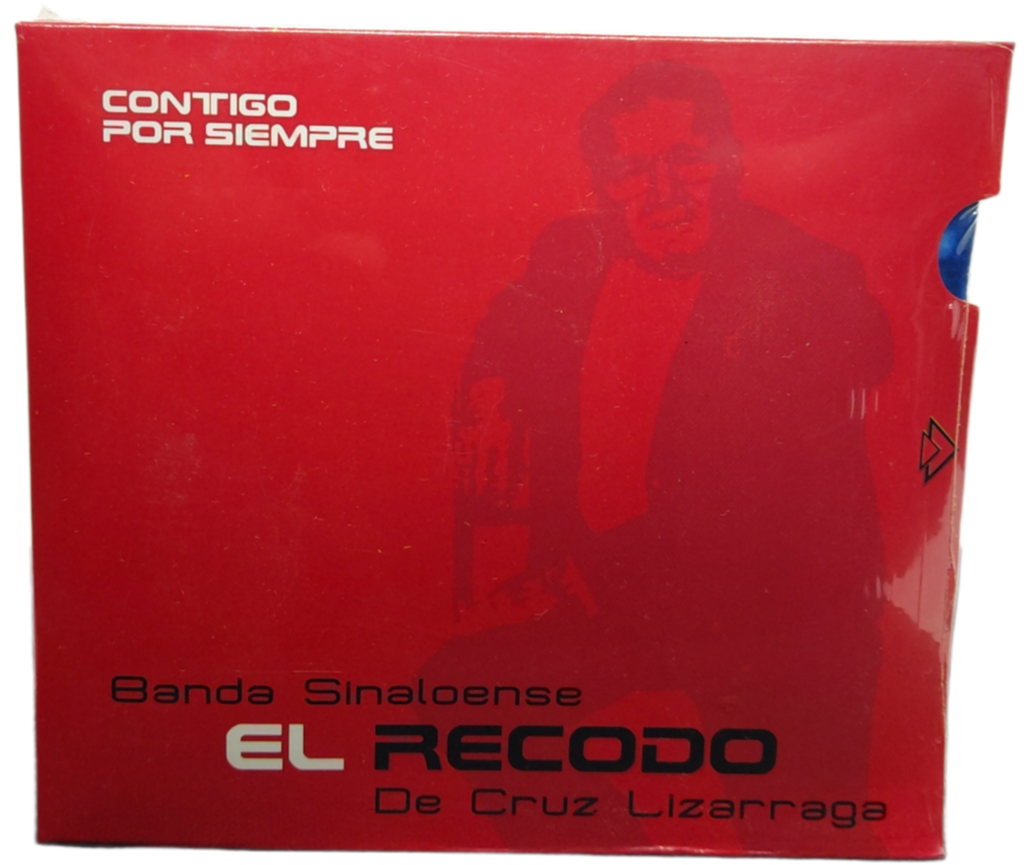 CONTIGO
POR SIEMPRE
Banda Sinaloense
EL RECODO
De Cruz Lizarraga